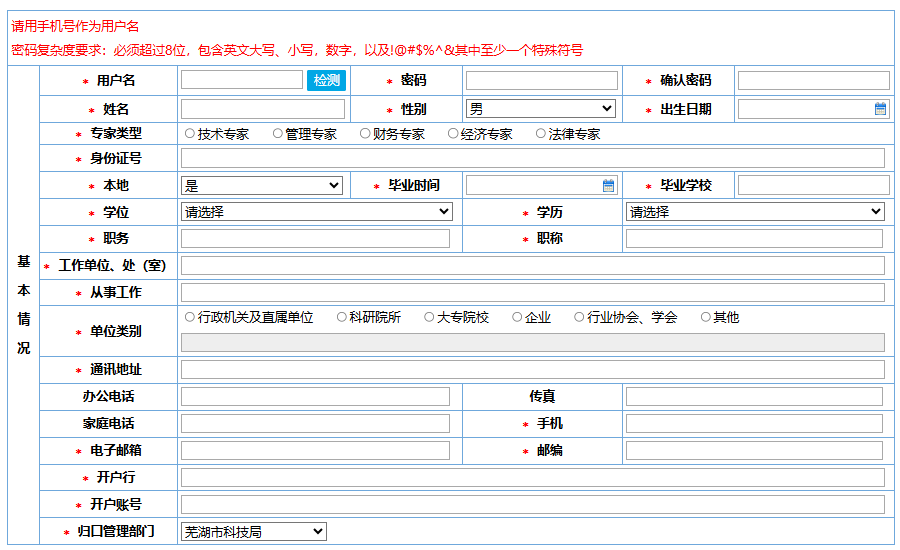 请用手机号作为用户名
密码复杂度要求：必须超过8位，包含英文大写、小写，数字，以及!@#$%^&其中至少一个特殊符号
基本情况
* 用户名 检测 * 密码 * 确认密码
* 姓名 * 性别 男 * 出生日期
* 专家类型 技术专家 管理专家 财务专家 经济专家 法律专家
* 身份证号
* 本地 是 * 毕业时间 * 毕业学校
* 学位 请选择 * 学历 请选择
* 职务 * 职称
* 工作单位、处（室）
* 从事工作
* 单位类别 行政机关及直属单位 科研院所 大专院校 企业 行业协会、学会 其他
* 通讯地址
办公电话 传真
家庭电话 * 手机
* 电子邮箱 * 邮编
* 开户行
* 开户账号
* 归口管理部门 芜湖市科技局